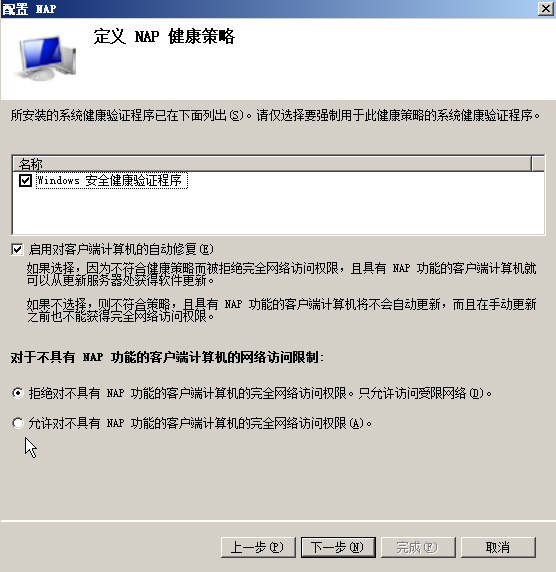 配置 NAP
定义 NAP 健康策略
所安装的系统健康验证程序已在下面列出(S)。请仅选择要强制用于此健康策略的系统健康验证程序。
名称
Windows 安全健康验证程序
启用对客户端计算机的自动修复(E)
如果选择，因为不符合健康策略而被拒绝完全网络访问权限，且具有 NAP 功能的客户端计算机就
可以从更新服务器处获得软件更新。
如果不选择，则不符合策略，且具有 NAP 功能的客户端计算机将不会自动更新，而且在手动更新
之前也不能获得完全网络访问权限。
对于不具有 NAP 功能的客户端计算机的网络访问限制:
拒绝对不具有 NAP 功能的客户端计算机的完全网络访问权限。只允许访问受限网络(D)。
允许对不具有 NAP 功能的客户端计算机的完全网络访问权限(A)。
上一步(P) 下一步(N) 完成(F) 取消